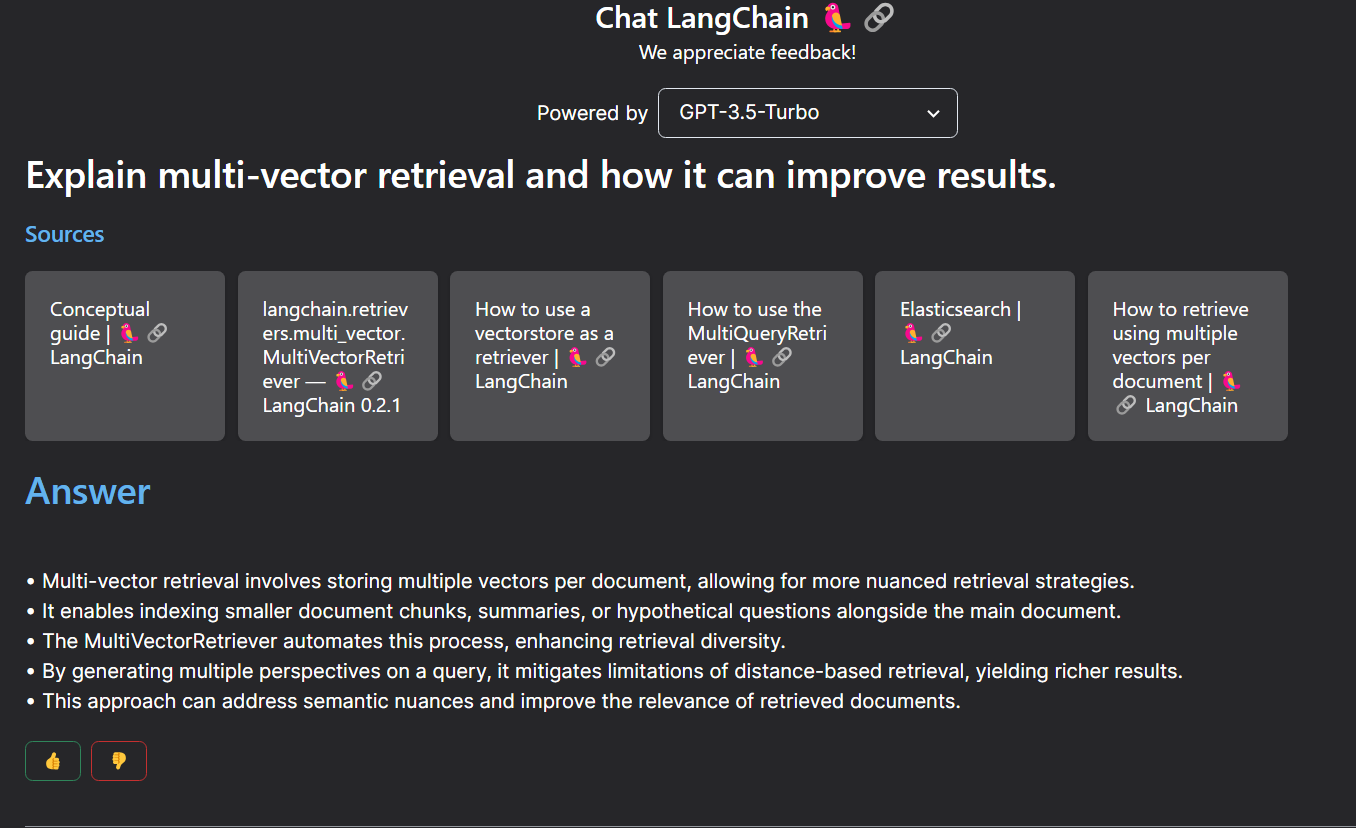 Chat LangChain 🦜 🔗
We appreciate feedback!
Powered by GPT-3.5-Turbo
Explain multi-vector retrieval and how it can improve results.
Sources
Conceptual
guide | 🦜 🔗
LangChain
langchain.retriev
ers.multi_vector.
MultiVectorRetri
ever — 🦜 🔗
LangChain 0.2.1
How to use a
vectorstore as a
retriever | 🦜 🔗
LangChain
How to use the
MultiQueryRetri
ever | 🦜 🔗
LangChain
Elasticsearch |
🦜 🔗
LangChain
How to retrieve
using multiple
vectors per
document | 🦜
🔗 LangChain
Answer
• Multi-vector retrieval involves storing multiple vectors per document, allowing for more nuanced retrieval strategies.
• It enables indexing smaller document chunks, summaries, or hypothetical questions alongside the main document.
• The MultiVectorRetriever automates this process, enhancing retrieval diversity.
• By generating multiple perspectives on a query, it mitigates limitations of distance-based retrieval, yielding richer results.
• This approach can address semantic nuances and improve the relevance of retrieved documents.
👍 👎